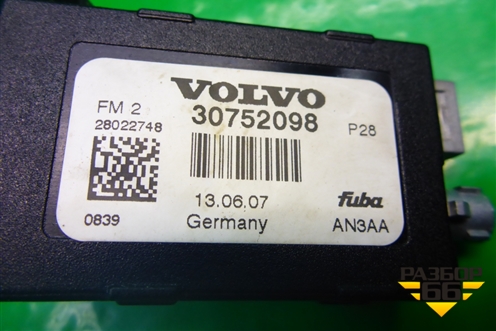 VOLVO
FM 2
30752098
P28
28022748
13.06.07
fuba
0839
Germany
AN3AA
РАЗБОР
66